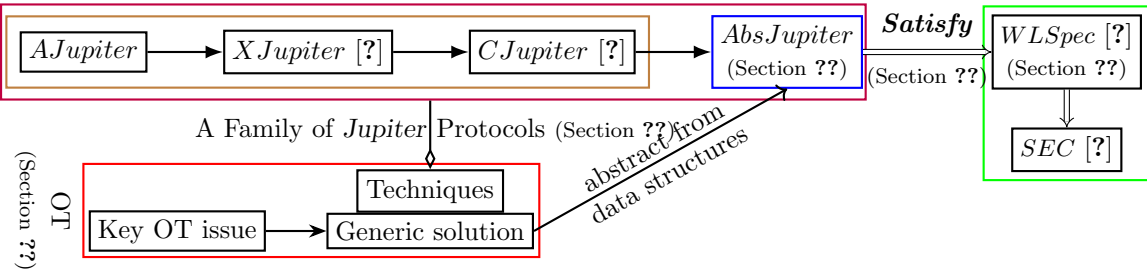 AJupiter
XJupiter [?]
CJupiter [?]
AbsJupiter
(Section ??)
Satisfy
(Section ??)
WLSpec [?]
(Section ??)
SEC [?]
A Family of Jupiter Protocols (Section ??)
abstract from
data structures
OT
(Section ??)
Techniques
Key OT issue
Generic solution